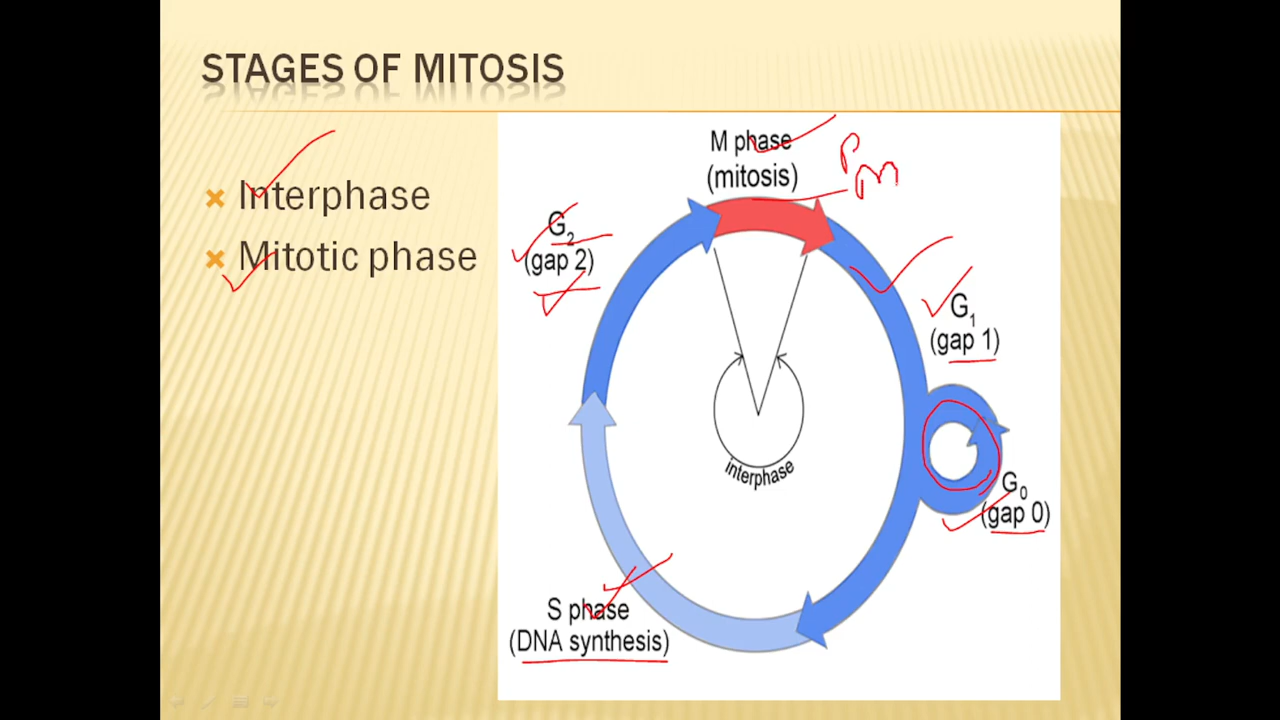 STAGES OF MITOSIS
Interphase
Mitotic phase
M phase
(mitosis)
P
m
G₂
(gap 2)
G₁
(gap 1)
interphase
G₀
(gap 0)
S phase
(DNA synthesis)